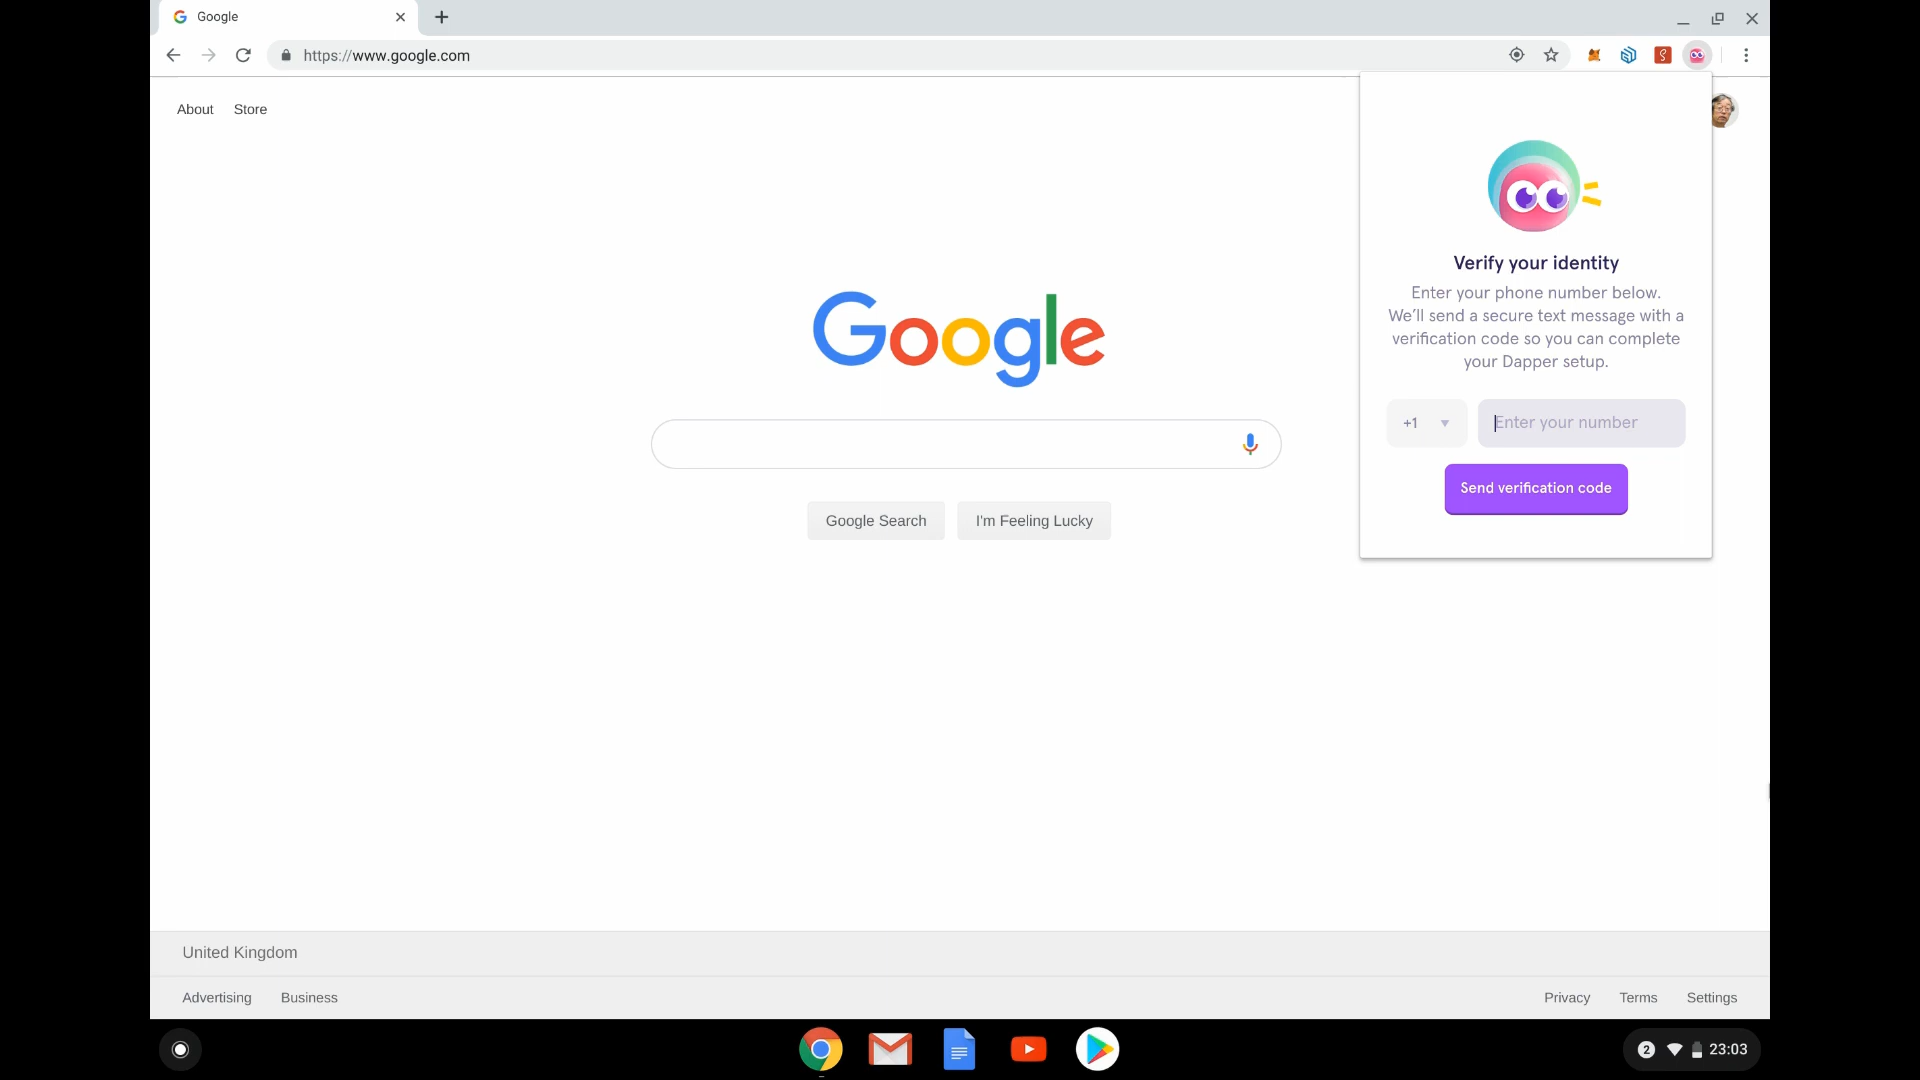 Google
https://www.google.com
About
Store
Google
Google Search
I'm Feeling Lucky
Verify your identity
Enter your phone number below.
We'll send a secure text message with a
verification code so you can complete
your Dapper setup.
+1
Enter your number
Send verification code
United Kingdom
Advertising
Business
Privacy
Terms
Settings
2
23:03